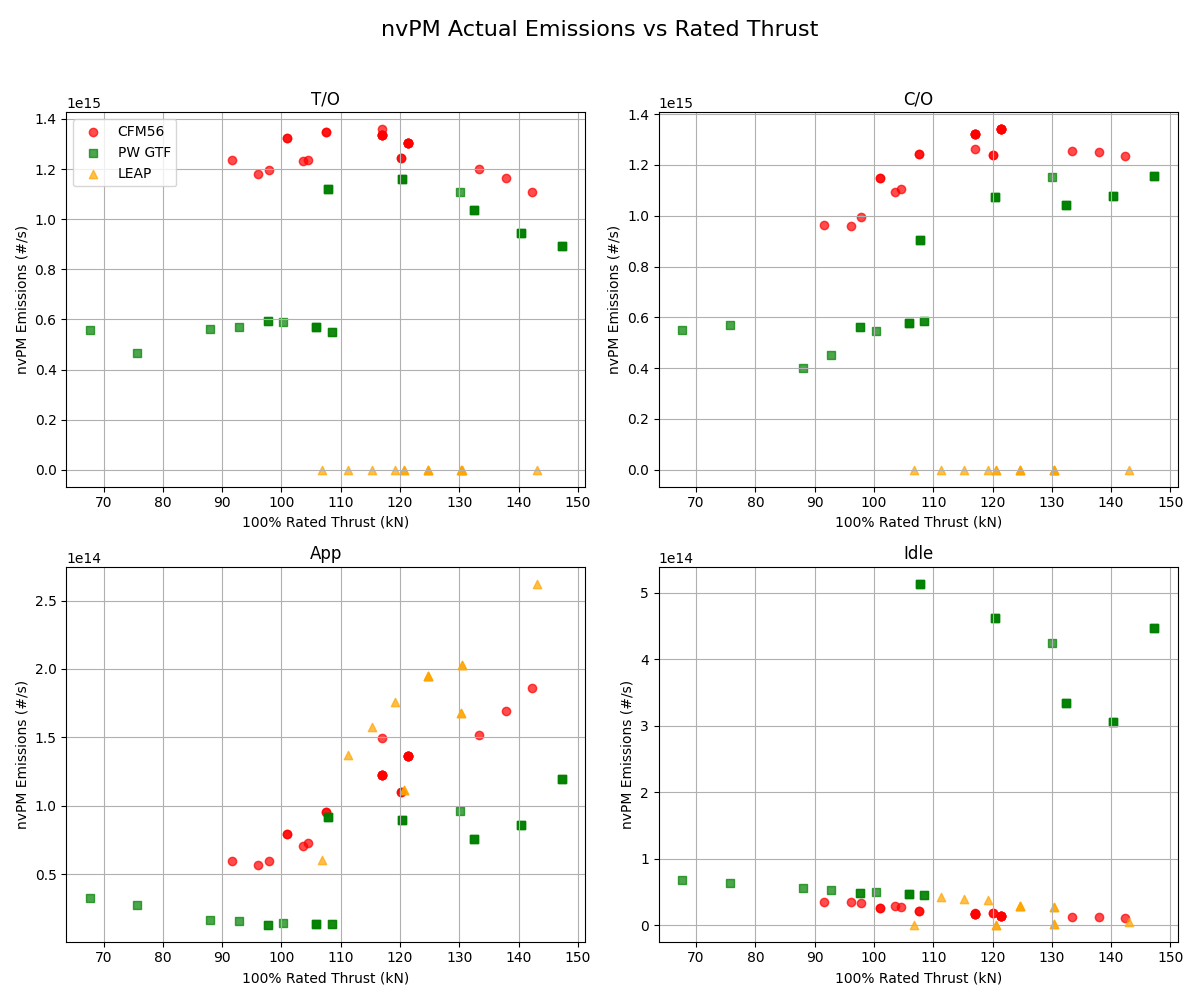 nvPM Actual Emissions vs Rated Thrust
1e15
T/O
CFM56
PW GTF
LEAP
nvPM Emissions (#/s)
1.4
1.2
1.0
0.8
0.6
0.4
0.2
0.0
70 80 90 100 110 120 130 140 150
100% Rated Thrust (kN)
1e15
C/O
nvPM Emissions (#/s)
1.4
1.2
1.0
0.8
0.6
0.4
0.2
0.0
70 80 90 100 110 120 130 140 150
100% Rated Thrust (kN)
1e14
App
nvPM Emissions (#/s)
2.5
2.0
1.5
1.0
0.5
70 80 90 100 110 120 130 140 150
100% Rated Thrust (kN)
1e14
Idle
nvPM Emissions (#/s)
5
4
3
2
1
0
70 80 90 100 110 120 130 140 150
100% Rated Thrust (kN)